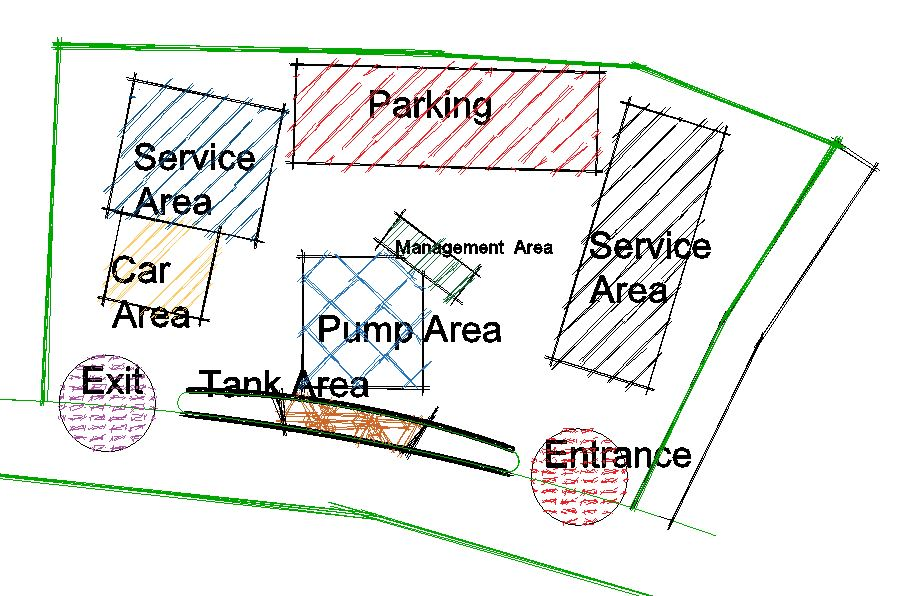 Parking
Service
Area
Management Area
Service
Area
Car
Area
Pump Area
Exit
Tank Area
Entrance